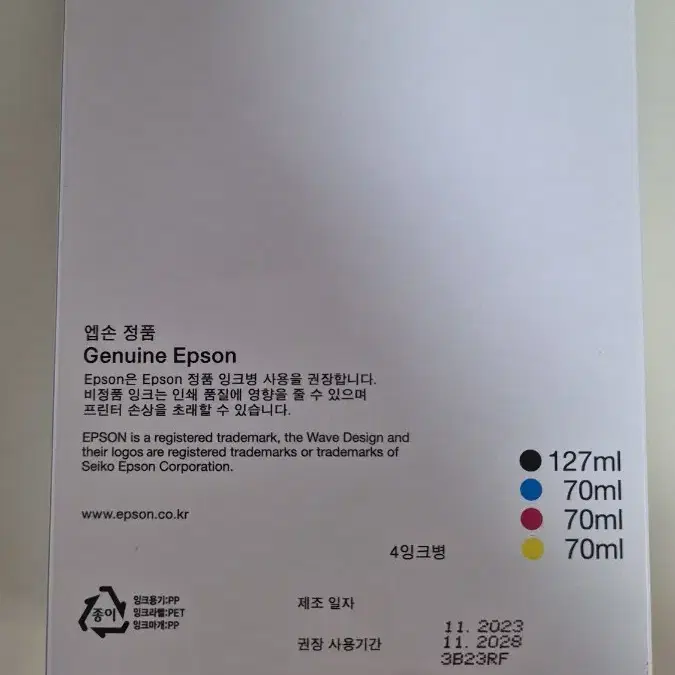 엡손 정품
Genuine Epson
Epson은 Epson 정품 잉크병 사용을 권장합니다.
비정품 잉크는 인쇄 품질에 영향을 줄 수 있으며
프린터 손상을 초래할 수 있습니다.
EPSON is a registered trademark, the Wave Design and
their logos are registered trademarks or trademarks of
Seiko Epson Corporation.
www.epson.co.kr
127ml
70ml
70ml
70ml
4잉크병
종이
잉크용기:PP
잉크라벨:PET
잉크마개:PP
제조 일자
11. 2023
권장 사용기간
11. 2028
3B23RF